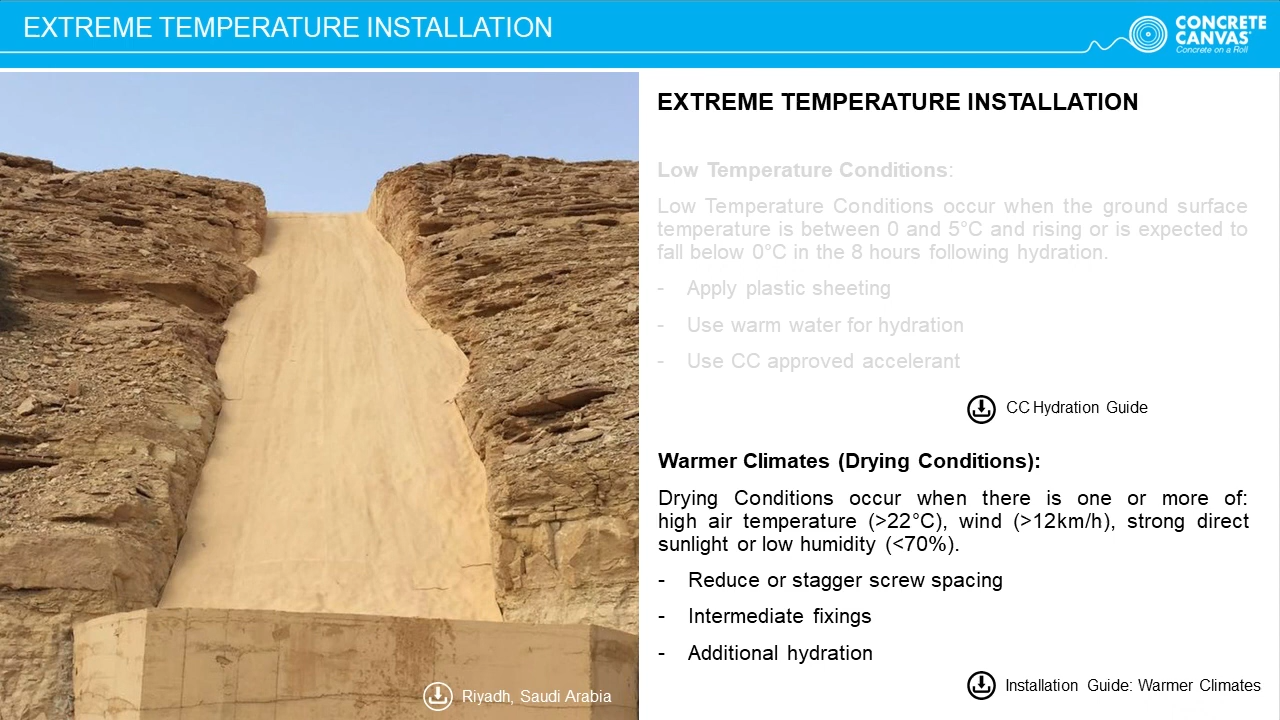 EXTREME TEMPERATURE INSTALLATION
CONCRETE
CANVAS®
Concrete on a Roll
EXTREME TEMPERATURE INSTALLATION
Low Temperature Conditions:
Low Temperature Conditions occur when the ground surface
temperature is between 0 and 5°C and rising or is expected to
fall below 0°C in the 8 hours following hydration.
- Apply plastic sheeting
- Use warm water for hydration
- Use CC approved accelerant
CC Hydration Guide
Warmer Climates (Drying Conditions):
Drying Conditions occur when there is one or more of:
high air temperature (>22°C), wind (>12km/h), strong direct
sunlight or low humidity (<70%).
- Reduce or stagger screw spacing
- Intermediate fixings
- Additional hydration
Installation Guide: Warmer Climates
Riyadh, Saudi Arabia